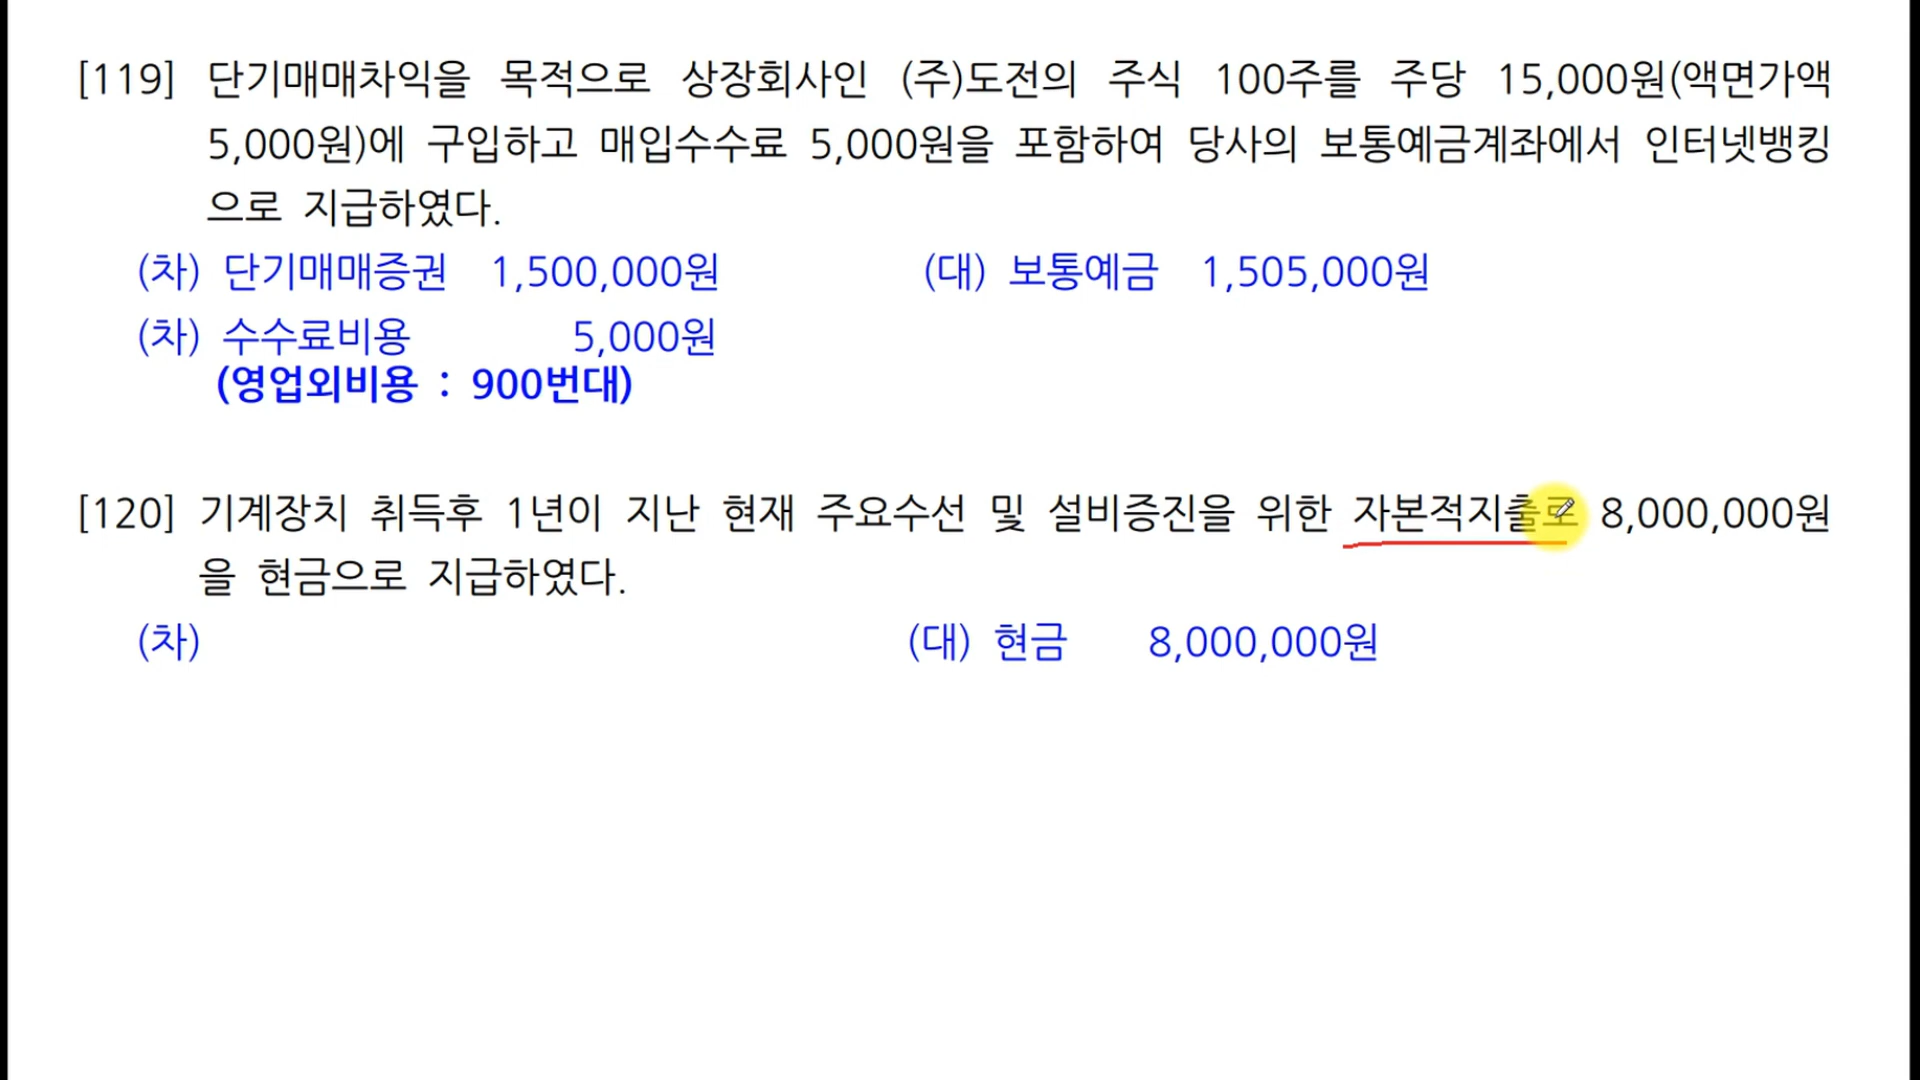 [119] 단기매매차익을 목적으로 상장회사인 (주)도전의 주식 100주를 주당 15,000원(액면가액
5,000원)에 구입하고 매입수수료 5,000원을 포함하여 당사의 보통예금계좌에서 인터넷뱅킹
으로 지급하였다.
(차) 단기매매증권 1,500,000원 (대) 보통예금 1,505,000원
(차) 수수료비용 5,000원
(영업외비용 : 900번대)
[120] 기계장치 취득후 1년이 지난 현재 주요수선 및 설비증진을 위한 자본적지출로 8,000,000원
을 현금으로 지급하였다.
(차) (대) 현금 8,000,000원